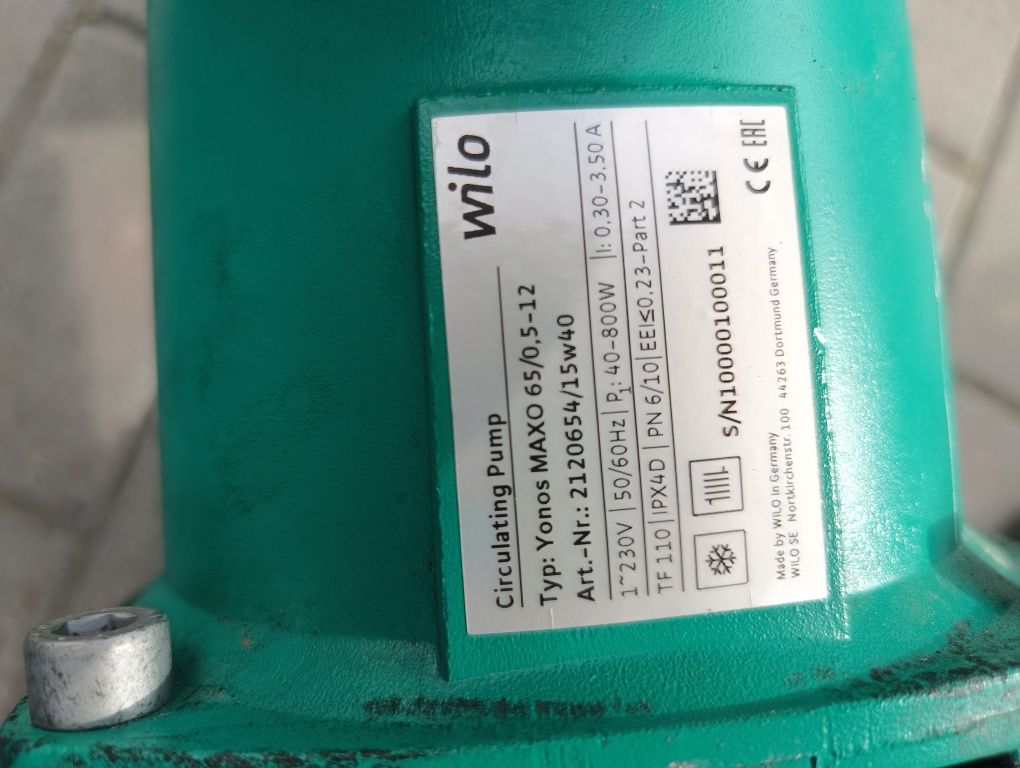 wilo
Circulating Pump
Typ: Yonos MAXO 65/0,5-12
Art.-Nr.: 2120654/15w40
1~230V | 50/60Hz | P1: 40-800W | I: 0.30-3.50 A
TF 110 | IPX4D | PN 6/10 | EEI≤0.23-Part 2
S/N10000100011
CE EAC
Made by WILO in Germany
WILO SE Nortkirchenstr. 100 44263 Dortmund Germany